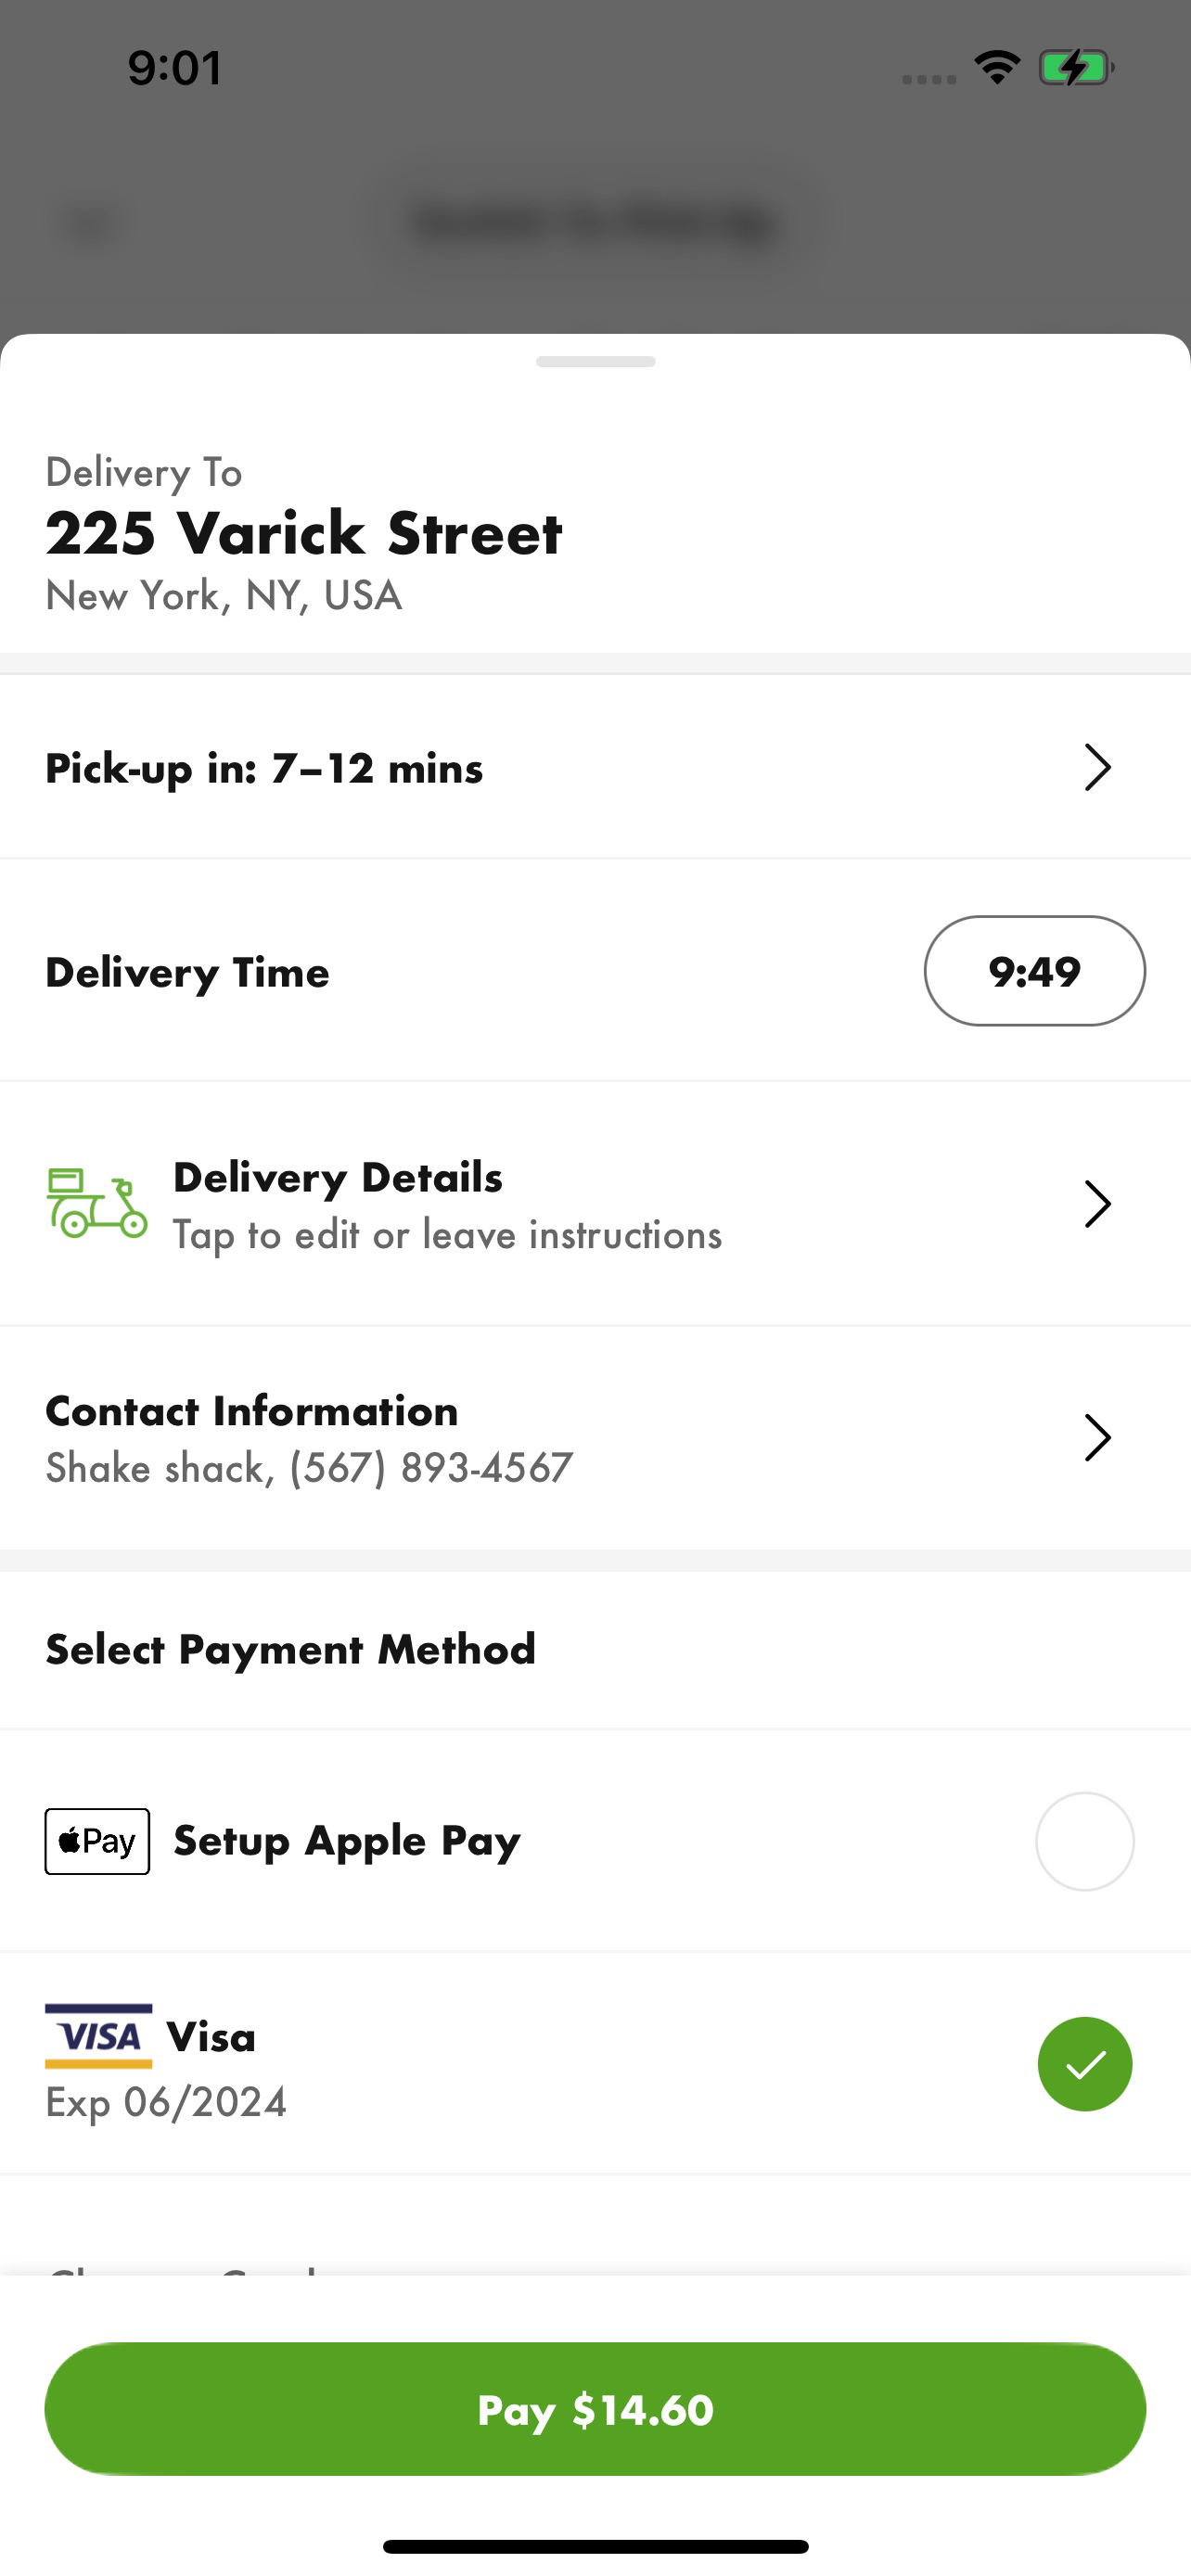 9:01
Delivery To
225 Varick Street
New York, NY, USA
Pick-up in: 7–12 mins
Delivery Time
9:49
Delivery Details
Tap to edit or leave instructions
Contact Information
Shake shack, (567) 893-4567
Select Payment Method
Pay
Setup Apple Pay
VISA
Visa
Exp 06/2024
Pay $14.60